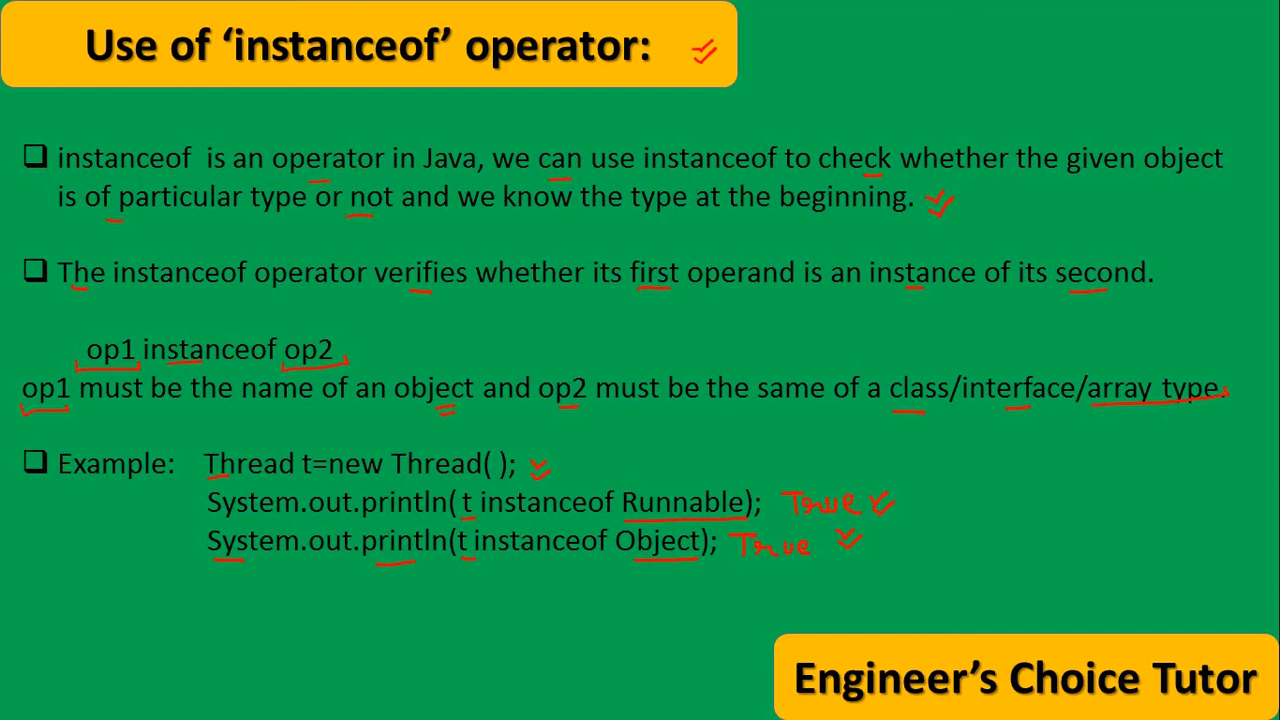 Use of ‘instanceof’ operator:
instanceof is an operator in Java, we can use instanceof to check whether the given object
is of particular type or not and we know the type at the beginning.
The instanceof operator verifies whether its first operand is an instance of its second.
op1 instanceof op2
op1 must be the name of an object and op2 must be the same of a class/interface/array type.
Example: Thread t=new Thread( );
System.out.println( t instanceof Runnable); True
System.out.println(t instanceof Object); True
Engineer’s Choice Tutor